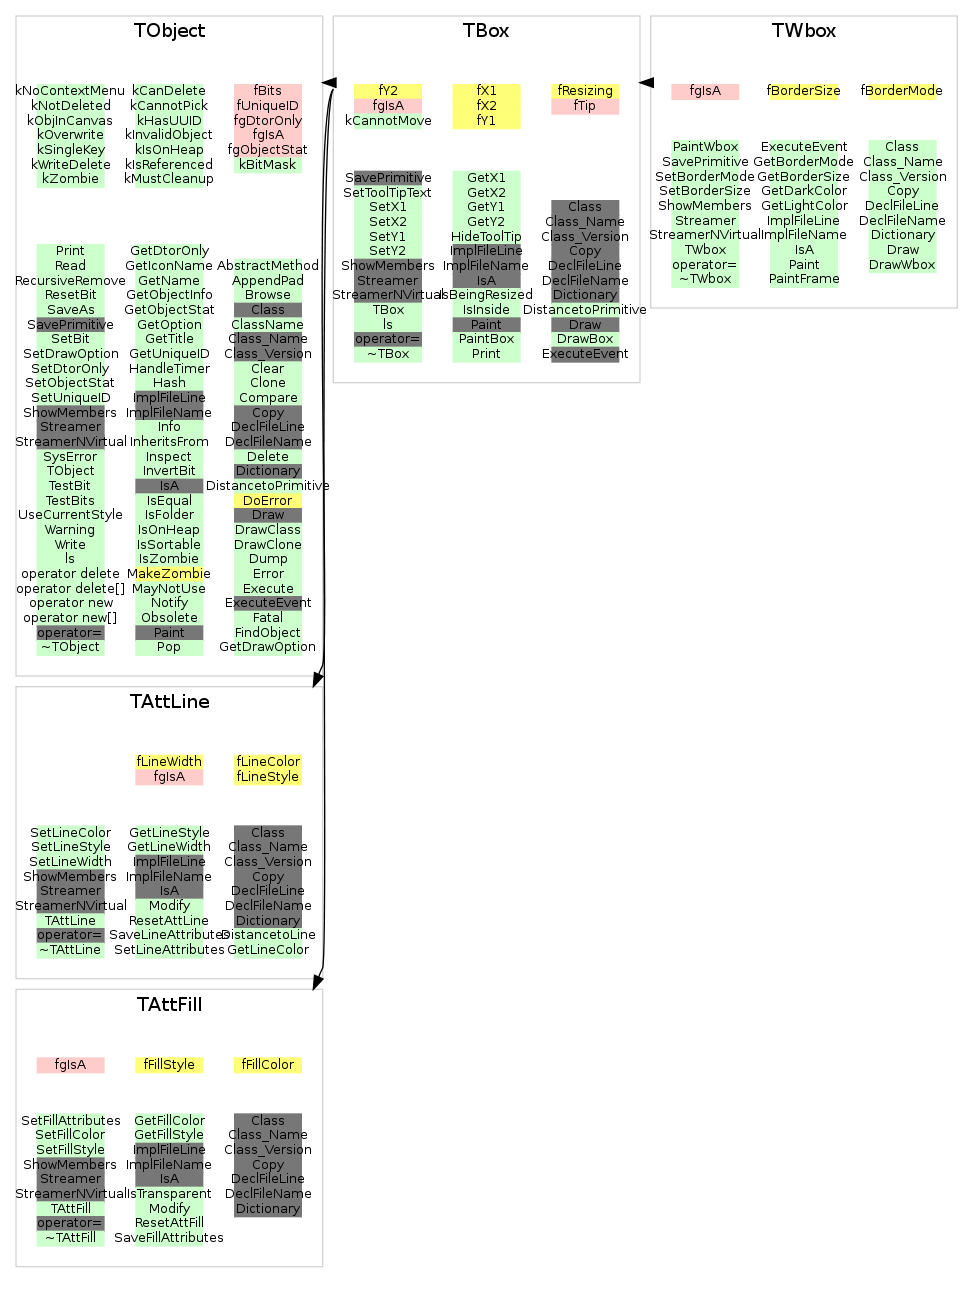 TObject
kNoContextMenu kCanDelete fBits
kNotDeleted kCannotPick fUniqueID
kObjInCanvas kHasUUID fgDtorOnly
kOverwrite kInvalidObject fgIsA
kSingleKey kIsOnHeap fgObjectStat
kWriteDelete kIsReferenced kBitMask
kZombie kMustCleanup
Print GetDtorOnly
Read GetIconName AbstractMethod
RecursiveRemove GetName AppendPad
ResetBit GetObjectInfo Browse
SaveAs GetObjectStat Class
SavePrimitive GetOption ClassName
SetBit GetTitle Class_Name
SetDrawOption GetUniqueID Class_Version
SetDtorOnly HandleTimer Clear
SetObjectStat Hash Clone
SetUniqueID ImplFileLine Compare
ShowMembers ImplFileName Copy
Streamer Info DeclFileLine
StreamerNVirtual InheritsFrom DeclFileName
SysError Inspect Delete
TObject InvertBit Dictionary
TestBit IsA DistancetoPrimitive
TestBits IsEqual DoError
UseCurrentStyle IsFolder Draw
Warning IsOnHeap DrawClass
Write IsSortable DrawClone
ls IsZombie Dump
operator delete MakeZombie Error
operator delete[] MayNotUse Execute
operator new Notify ExecuteEvent
operator new[] Obsolete Fatal
operator= Paint FindObject
~TObject Pop GetDrawOption
TBox
fY2 fX1 fResizing
fgIsA fX2 fTip
kCannotMove fY1
SavePrimitive GetX1
SetToolTipText GetX2
SetX1 GetY1 Class
SetX2 GetY2 Class_Name
SetY1 HideToolTip Class_Version
SetY2 ImplFileLine Copy
ShowMembers ImplFileName DeclFileLine
Streamer IsA DeclFileName
StreamerNVirtual IsBeingResized Dictionary
TBox IsInside DistancetoPrimitive
ls Paint Draw
operator= PaintBox DrawBox
~TBox Print ExecuteEvent
TWbox
fgIsA fBorderSize fBorderMode
PaintWbox ExecuteEvent Class
SavePrimitive GetBorderMode Class_Name
SetBorderMode GetBorderSize Class_Version
SetBorderSize GetDarkColor Copy
ShowMembers GetLightColor DeclFileLine
Streamer ImplFileLine DeclFileName
StreamerNVirtual ImplFileName Dictionary
TWbox IsA Draw
operator= Paint DrawWbox
~TWbox PaintFrame
TAttLine
fLineWidth fLineColor
fgIsA fLineStyle
SetLineColor GetLineStyle Class
SetLineStyle GetLineWidth Class_Name
SetLineWidth ImplFileLine Class_Version
ShowMembers ImplFileName Copy
Streamer IsA DeclFileLine
StreamerNVirtual Modify DeclFileName
TAttLine ResetAttLine Dictionary
operator= SaveLineAttributes DistancetoLine
~TAttLine SetLineAttributes GetLineColor
TAttFill
fgIsA fFillStyle fFillColor
SetFillAttributes GetFillColor Class
SetFillColor GetFillStyle Class_Name
SetFillStyle ImplFileLine Class_Version
ShowMembers ImplFileName Copy
Streamer IsA DeclFileLine
StreamerNVirtual IsTransparent DeclFileName
TAttFill Modify Dictionary
operator= ResetAttFill
~TAttFill SaveFillAttributes